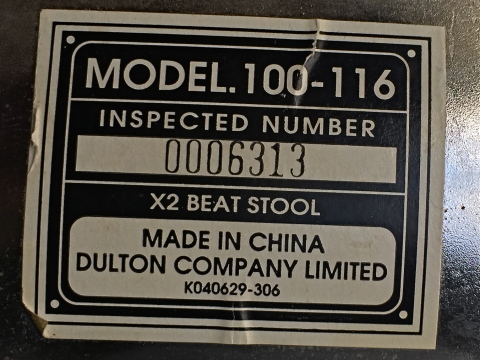 MODEL.100-116
INSPECTED NUMBER
0006313
X2 BEAT STOOL
MADE IN CHINA
DULTON COMPANY LIMITED
K040629-306